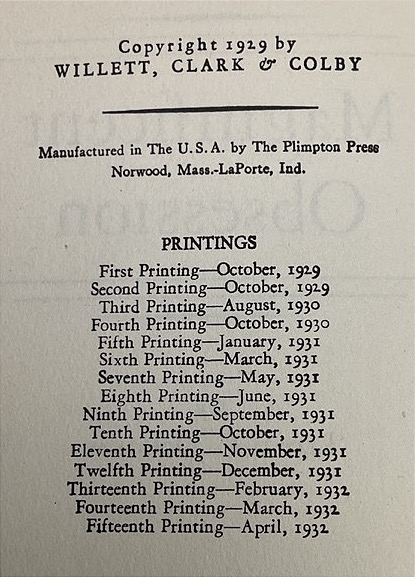 Copyright 1929 by
WILLETT, CLARK & COLBY
Manufactured in The U.S.A. by The Plimpton Press
Norwood, Mass.-LaPorte, Ind.
PRINTINGS
First Printing—October, 1929
Second Printing—October, 1929
Third Printing—August, 1930
Fourth Printing—October, 1930
Fifth Printing—January, 1931
Sixth Printing—March, 1931
Seventh Printing—May, 1931
Eighth Printing—June, 1931
Ninth Printing—September, 1931
Tenth Printing—October, 1931
Eleventh Printing—November, 1931
Twelfth Printing—December, 1931
Thirteenth Printing—February, 1932
Fourteenth Printing—March, 1932
Fifteenth Printing—April, 1932